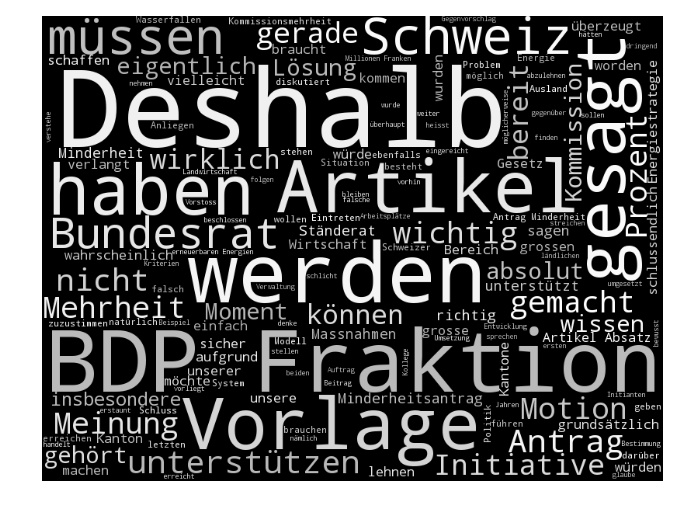 Wasserfallen
Kommissionsmehrheit
Gegenvorschlag
müssen
gerade
Schweiz
überzeugt
hatten
dringend
schaffen
eigentlich
braucht
Lösung
Millionen Franken
Problem
Energie
worden
vielleicht
diskutiert
kommen
möglich
abzulehnen
nehmen
wurden
bereit
Ausland
Kommission
gesagt
Prozent
Energiestrategie
schlussendlich
Deshalb
wurde
weiter
gegenüber
sollen
verstehe
Anliegen
überhaupt
heisst
möglicherweise
finden
Minderheit
wirklich
stehen
würde
ebenfalls
eingereicht
Gesetz
verlangt
Landwirtschaft
Situation
besteht
vorhin
haben
Artikel
folgen
bleiben
falsche
Vorstoss
beschlossen
wollen
Eintreten
Arbeitsplätze
Antrag Minderheit
streichen
Bundesrat
Ständerat
wichtig
sagen
ländlichen
wahrscheinlich
erneuerbaren Energien
Wirtschaft
Schweizer
Bereich
grossen
Kriterien
werden
absolut
nicht
falsch
schlicht
Verwaltung
unterstützt
umgesetzt
Mehrheit
Moment
können
gemacht
zuzustimmen
natürlich
Beispiel
einfach
denke
Massnahmen
richtig
grosse
Entwicklung
wissen
sicher
Modell
Umsetzung
sprechen
Artikel Absatz
BDP Fraktion
aufgrund
stellen
beiden
Kollege
ersten
bewusst
unserer
möchte
System
Auftrag
Beitrag
Kantone
vorliegt
Initianten
insbesondere
unsere
Minderheitsantrag
Jahren
geben
erstaunt
Schluss
Vorlage
Motion
Meinung
brauchen
Politik
führen
grundsätzlich
erreichen
Kanton
letzten
nämlich
Antrag
Bestimmung
handelt
gehört
darüber
machen
unterstützen
lehnen
Initiative
würden
erreicht
glaube